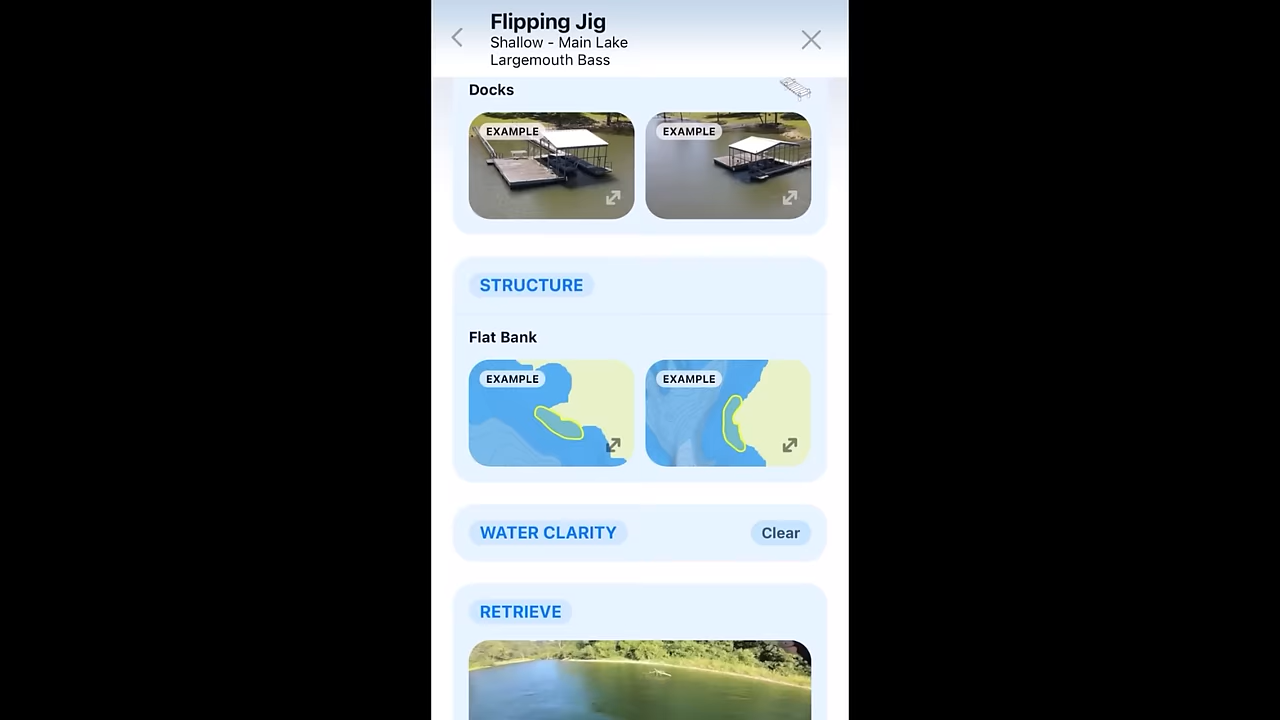 Flipping Jig
Shallow - Main Lake
Largemouth Bass
Docks
EXAMPLE
EXAMPLE
STRUCTURE
Flat Bank
EXAMPLE
EXAMPLE
WATER CLARITY
Clear
RETRIEVE